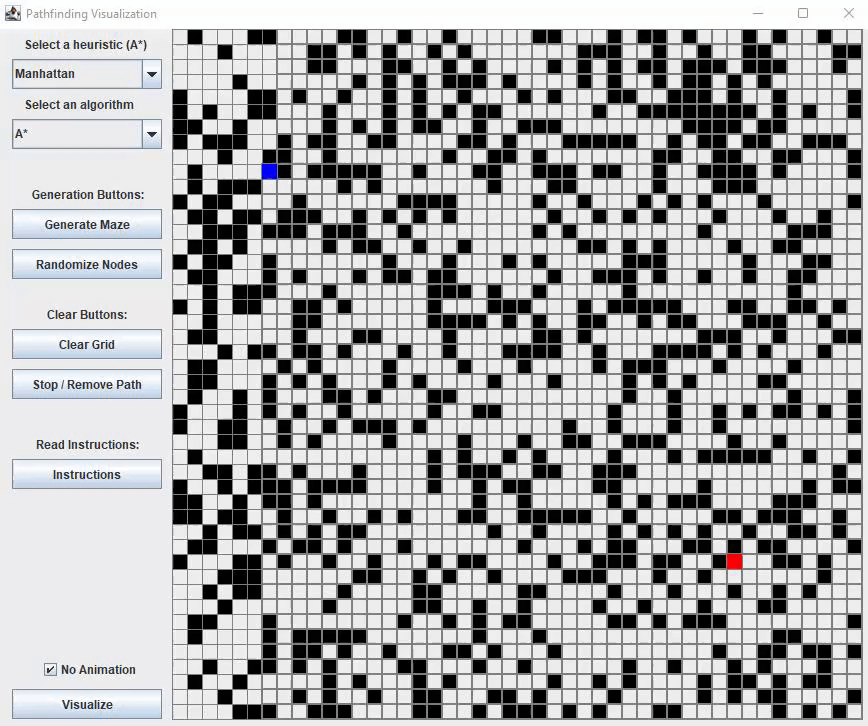 Pathfinding Visualization
Select a heuristic (A*)
Manhattan
Select an algorithm
A*
Generation Buttons:
Generate Maze
Randomize Nodes
Clear Buttons:
Clear Grid
Stop / Remove Path
Read Instructions:
Instructions
No Animation
Visualize